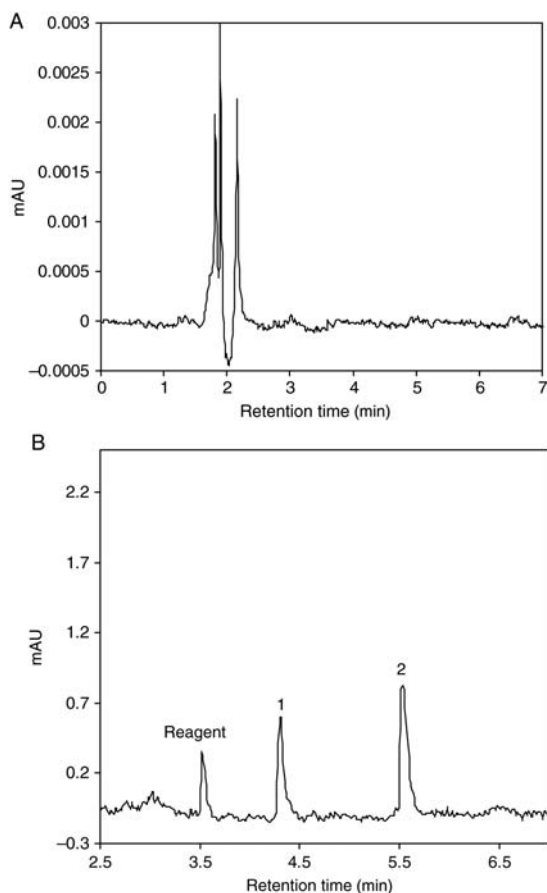 A
0.003
0.0025
0.002
0.0015
0.001
0.0005
0
–0.0005
mAU
0 1 2 3 4 5 6 7
Retention time (min)
B
2.2
1.7
1.2
0.7
0.2
–0.3
mAU
Reagent
1
2
2.5 3.5 4.5 5.5 6.5
Retention time (min)